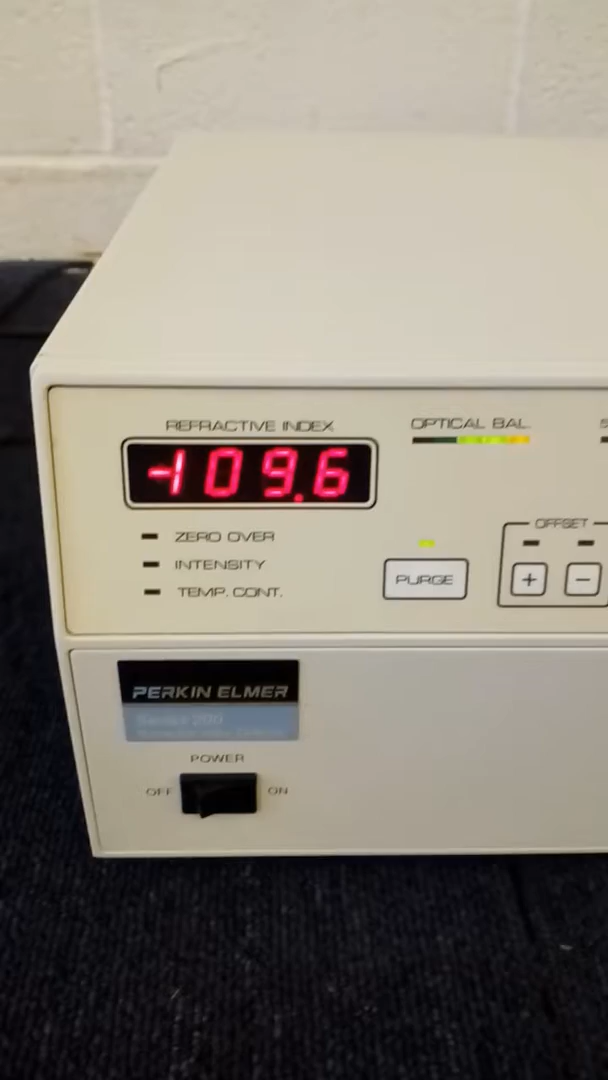 REFRACTIVE INDEX
OPTICAL BAL.
-109.6
ZERO OVER
INTENSITY
TEMP. CONT.
PURGE
OFFSET
+
−
PERKIN ELMER
Series 200
POWER
OFF
ON